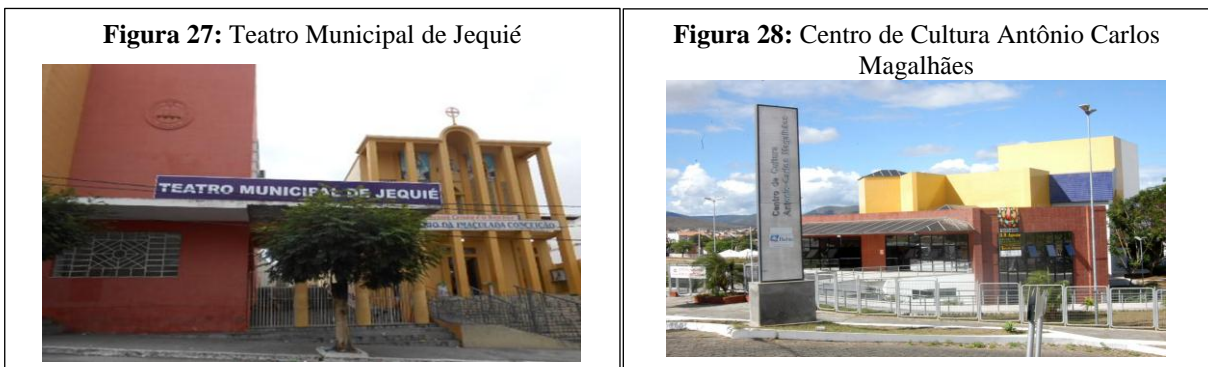 Figura 27: Teatro Municipal de Jequié
TEATRO MUNICIPAL DE JEQUIÉ
DA IMACULADA CONCEIÇÃO
Figura 28: Centro de Cultura Antônio Carlos
Magalhães
Centro de Cultura
Antônio Carlos Magalhães